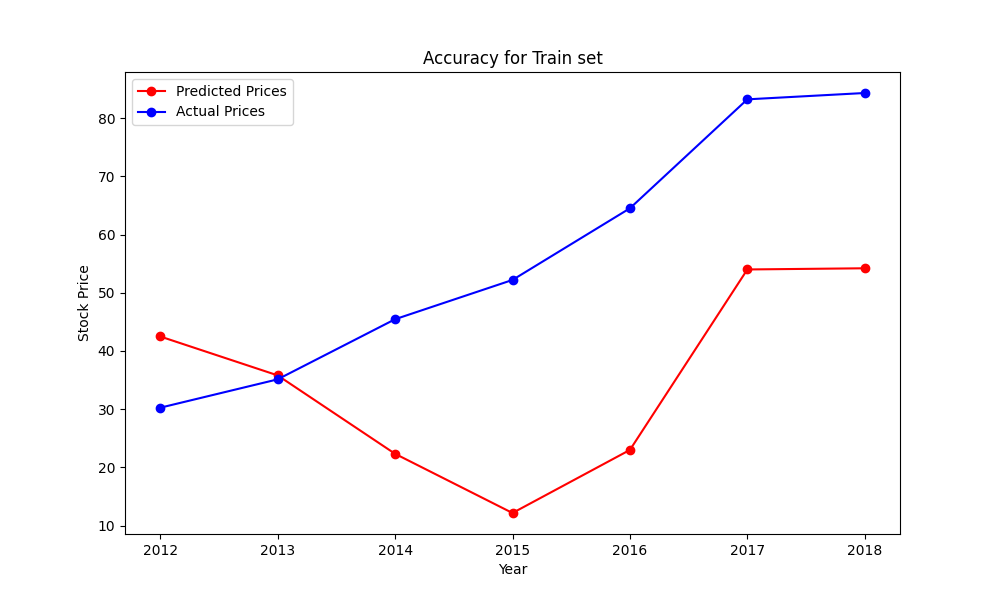 Accuracy for Train set
Predicted Prices
Actual Prices
Stock Price
80
70
60
50
40
30
20
10
2012 2013 2014 2015 2016 2017 2018
Year